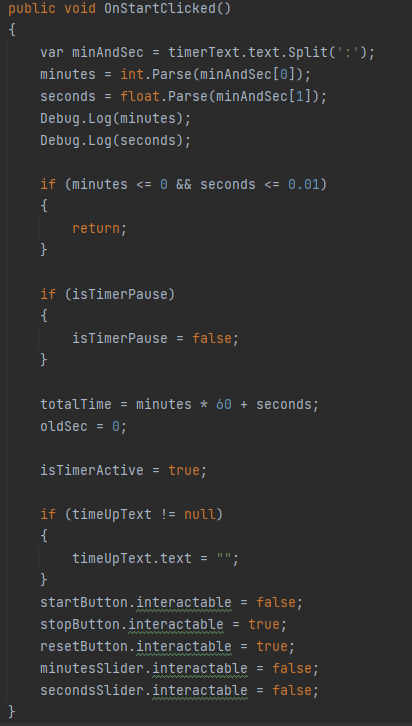 public void OnStartClicked()
{
    var minAndSec = timerText.text.Split(':');
    minutes = int.Parse(minAndSec[0]);
    seconds = float.Parse(minAndSec[1]);
    Debug.Log(minutes);
    Debug.Log(seconds);

    if (minutes <= 0 && seconds <= 0.01)
    {
        return;
    }

    if (isTimerPause)
    {
        isTimerPause = false;
    }

    totalTime = minutes * 60 + seconds;
    oldSec = 0;

    isTimerActive = true;

    if (timeUpText != null)
    {
        timeUpText.text = "";
    }
    startButton.interactable = false;
    stopButton.interactable = true;
    resetButton.interactable = true;
    minutesSlider.interactable = false;
    secondsSlider.interactable = false;
}